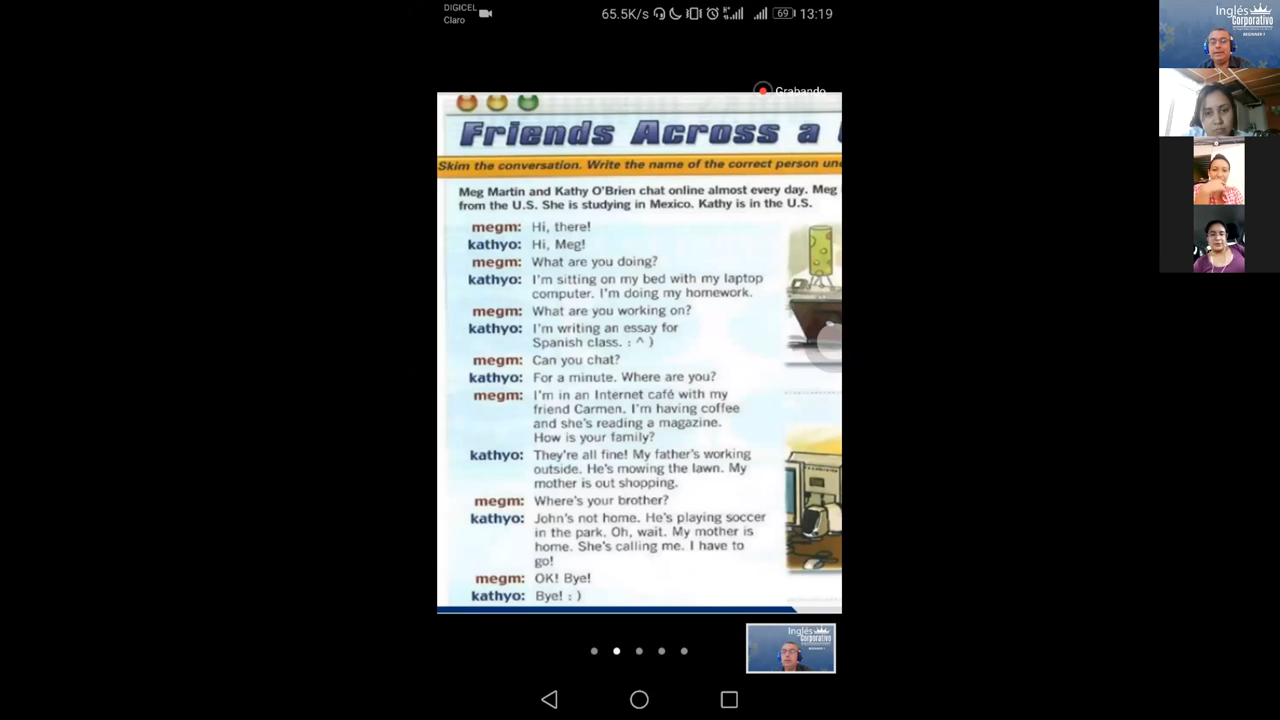 DIGICEL
Claro
65.5K/s
69
13:19
Grabando
Friends Across a
Skim the conversation. Write the name of the correct person un
Meg Martin and Kathy O'Brien chat online almost every day. Meg
from the U.S. She is studying in Mexico. Kathy is in the U.S.
megm: Hi, there!
kathyo: Hi, Meg!
megm: What are you doing?
kathyo: I'm sitting on my bed with my laptop
computer. I'm doing my homework.
megm: What are you working on?
kathyo: I'm writing an essay for
Spanish class. : ^ )
megm: Can you chat?
kathyo: For a minute. Where are you?
megm: I'm in an Internet café with my
friend Carmen. I'm having coffee
and she's reading a magazine.
How is your family?
kathyo: They're all fine! My father's working
outside. He's mowing the lawn. My
mother is out shopping.
megm: Where's your brother?
kathyo: John's not home. He's playing soccer
in the park. Oh, wait. My mother is
home. She's calling me. I have to
go!
megm: OK! Bye!
kathyo: Bye! : )
Inglés
Corporativo
BEGINNER 1
Inglés
Corporativo